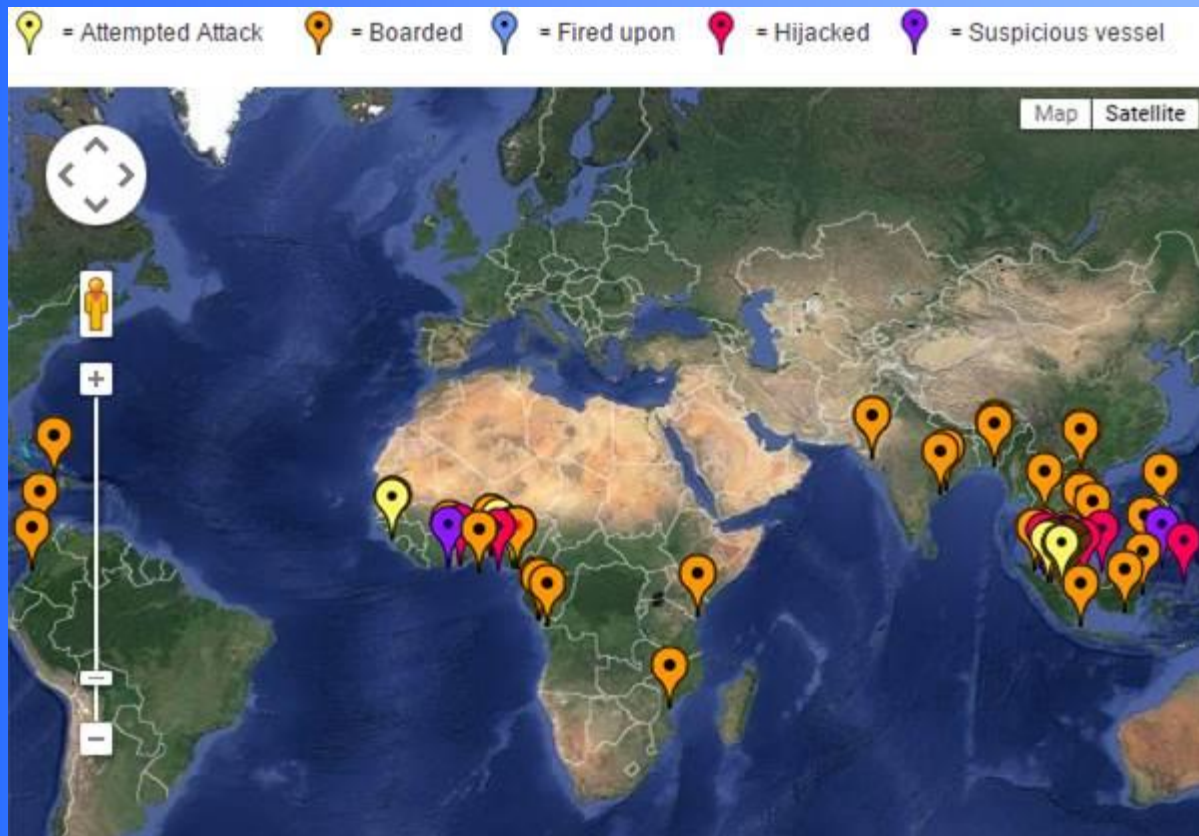 = Attempted Attack = Boarded = Fired upon = Hijacked = Suspicious vessel
Map Satellite